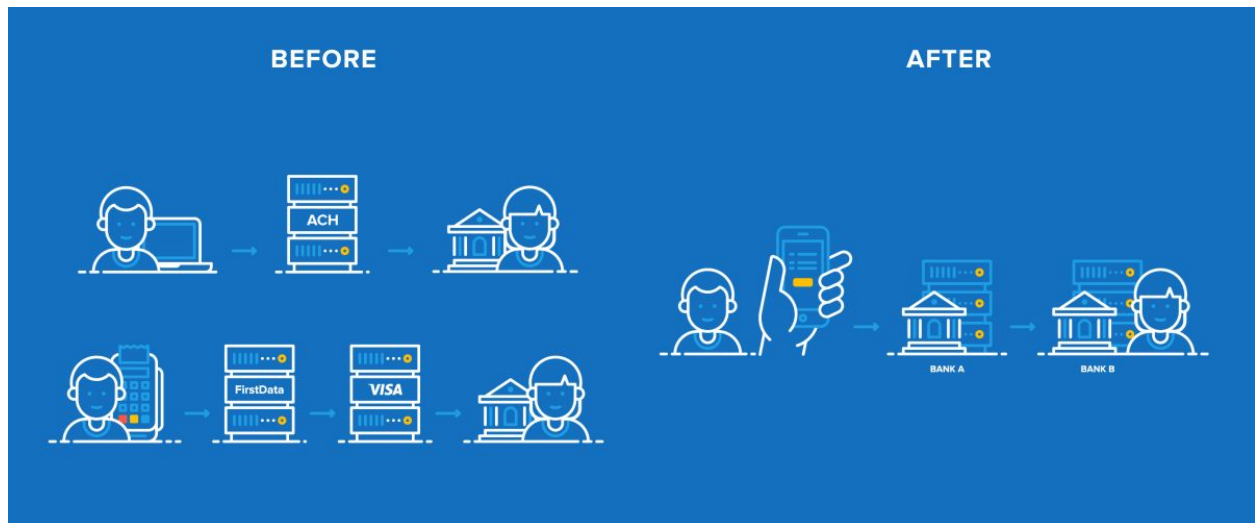 BEFORE
AFTER
ACH
FirstData
VISA
BANK A
BANK B